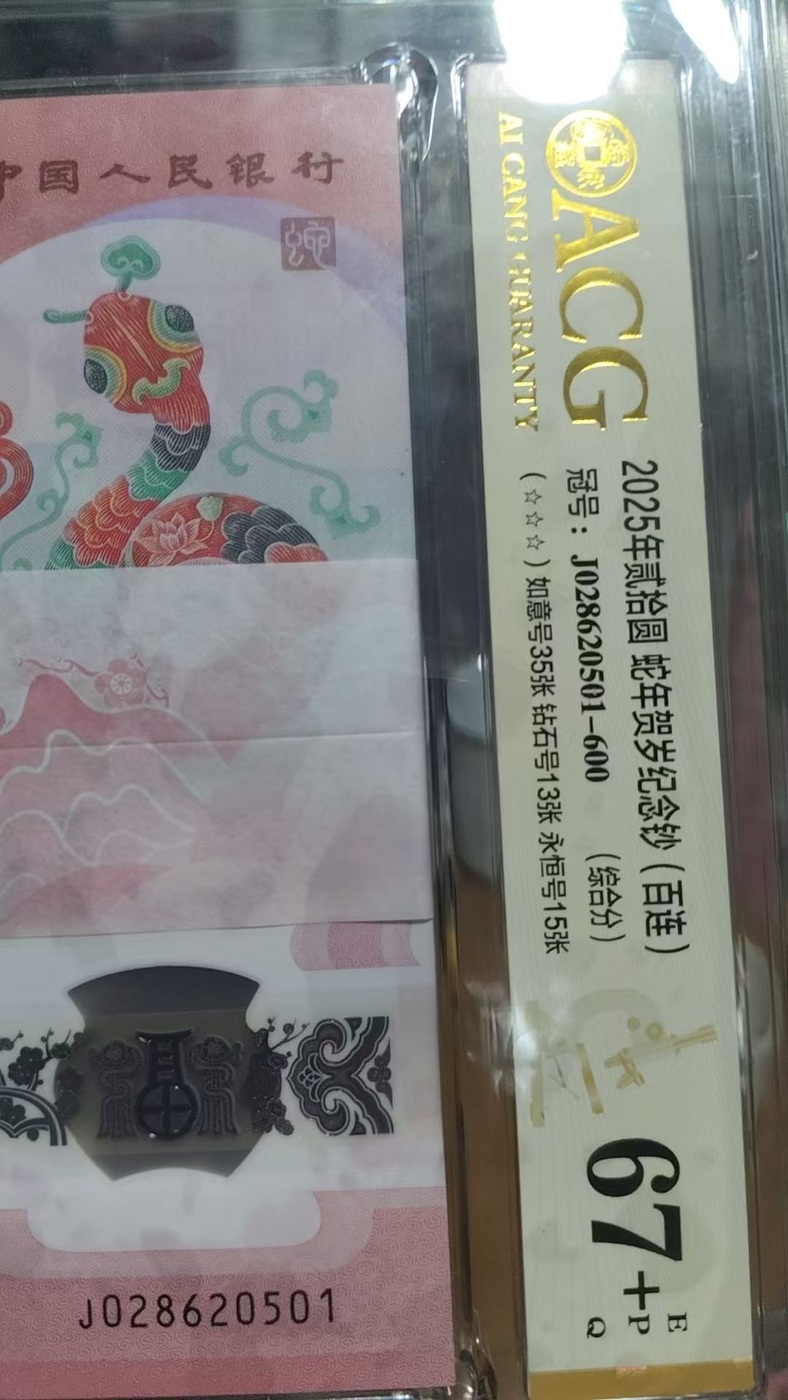 中国人民银行
蛇
J028620501
ACG
AI CANG GUARANTY
2025年贰拾圆 蛇年贺岁纪念钞（百连）
冠号：J028620501-600 （综合分）
（☆☆☆）如意号35张 钻石号13张 永恒号15张
67+
E
P
Q